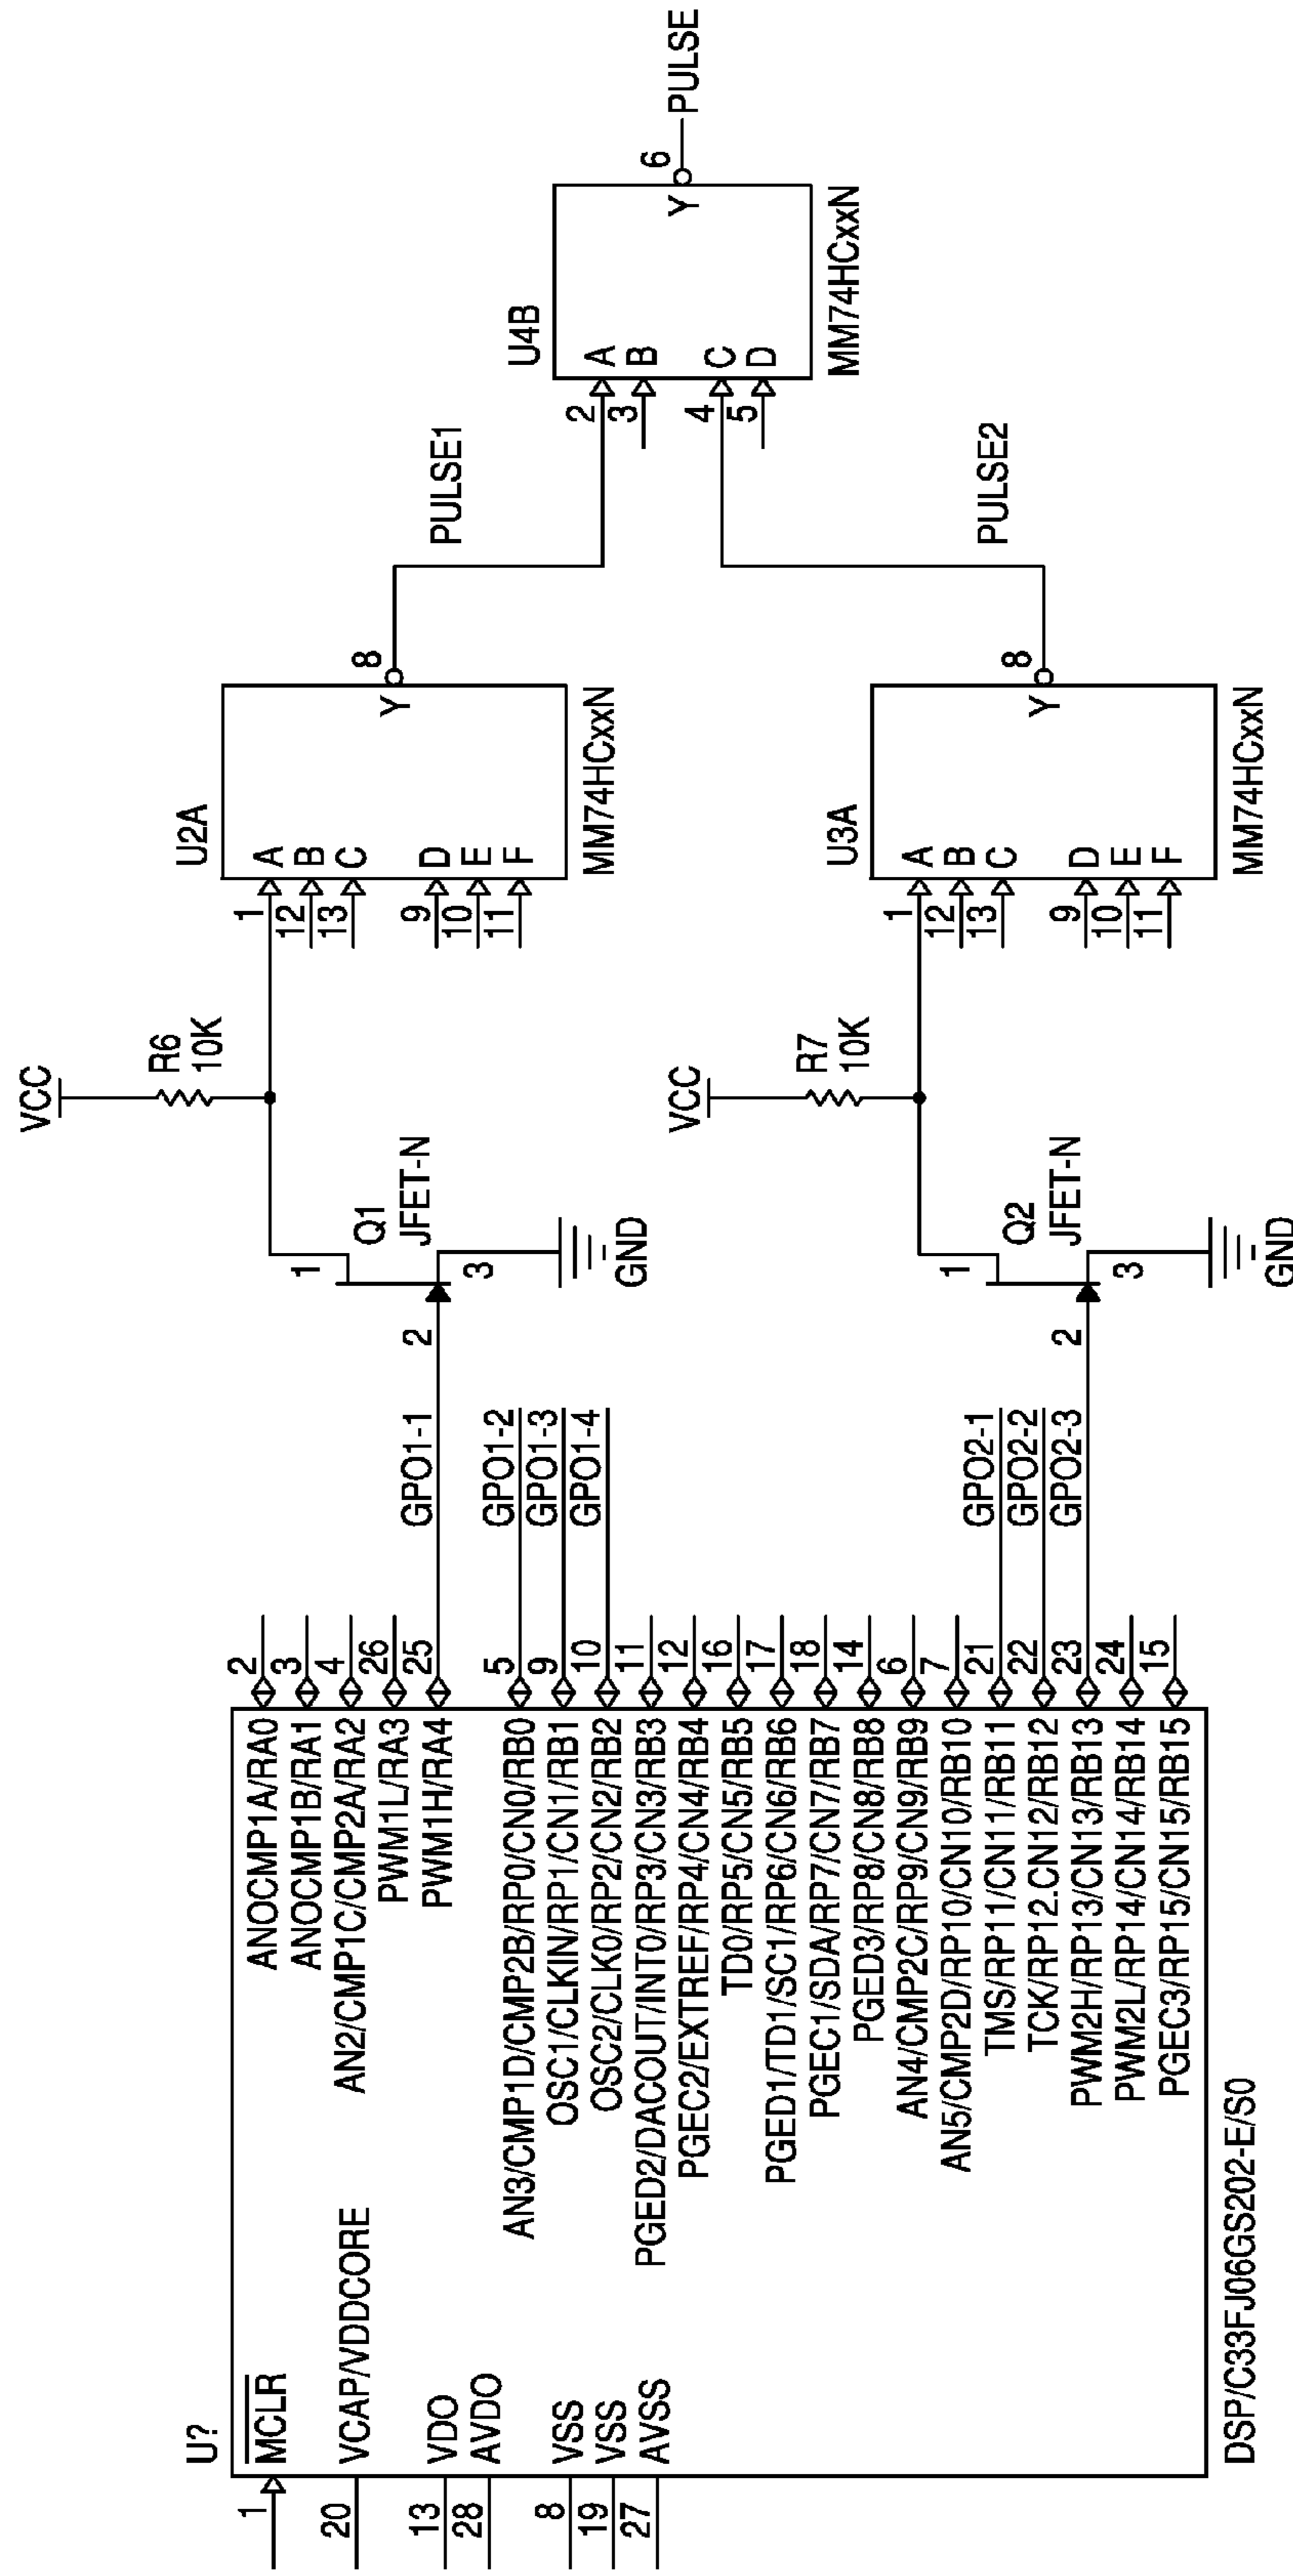 U?
1
MCLR
20
VCAP/VDDCORE
13
VDO
28
AVDO
8
VSS
19
VSS
27
AVSS
ANOCMP1A/RA0
2
ANOCMP1B/RA1
3
AN2/CMP1C/CMP2A/RA2
4
PWM1L/RA3
26
PWM1H/RA4
25
GPO1-1
AN3/CMP1D/CMP2B/RP0/CN0/RB0
5
GPO1-2
OSC1/CLKIN/RP1/CN1/RB1
9
GPO1-3
OSC2/CLK0/RP2/CN2/RB2
10
GPO1-4
PGED2/DACOUT/INT0/RP3/CN3/RB3
11
PGEC2/EXTREF/RP4/CN4/RB4
12
TD0/RP5/CN5/RB5
16
PGED1/TD1/SC1/RP6/CN6/RB6
17
PGEC1/SDA/RP7/CN7/RB7
18
PGED3/RP8/CN8/RB8
14
AN4/CMP2C/RP9/CN9/RB9
6
AN5/CMP2D/RP10/CN10/RB10
7
TMS/RP11/CN11/RB11
21
GPO2-1
TCK/RP12.CN12/RB12
22
GPO2-2
PWM2H/RP13/CN13/RB13
23
GPO2-3
PWM2L/RP14/CN14/RB14
24
PGEC3/RP15/CN15/RB15
15
DSP/C33FJ06GS202-E/S0
VCC
R6
10K
1
Q1
JFET-N
2
3
GND
U2A
1
A
12
B
13
C
9
D
10
E
11
F
Y
8
MM74HCxxN
PULSE1
VCC
R7
10K
1
Q2
JFET-N
2
3
GND
U3A
1
A
12
B
13
C
9
D
10
E
11
F
Y
8
MM74HCxxN
PULSE2
U4B
2
A
3
B
4
C
5
D
Y
6
PULSE
MM74HCxxN